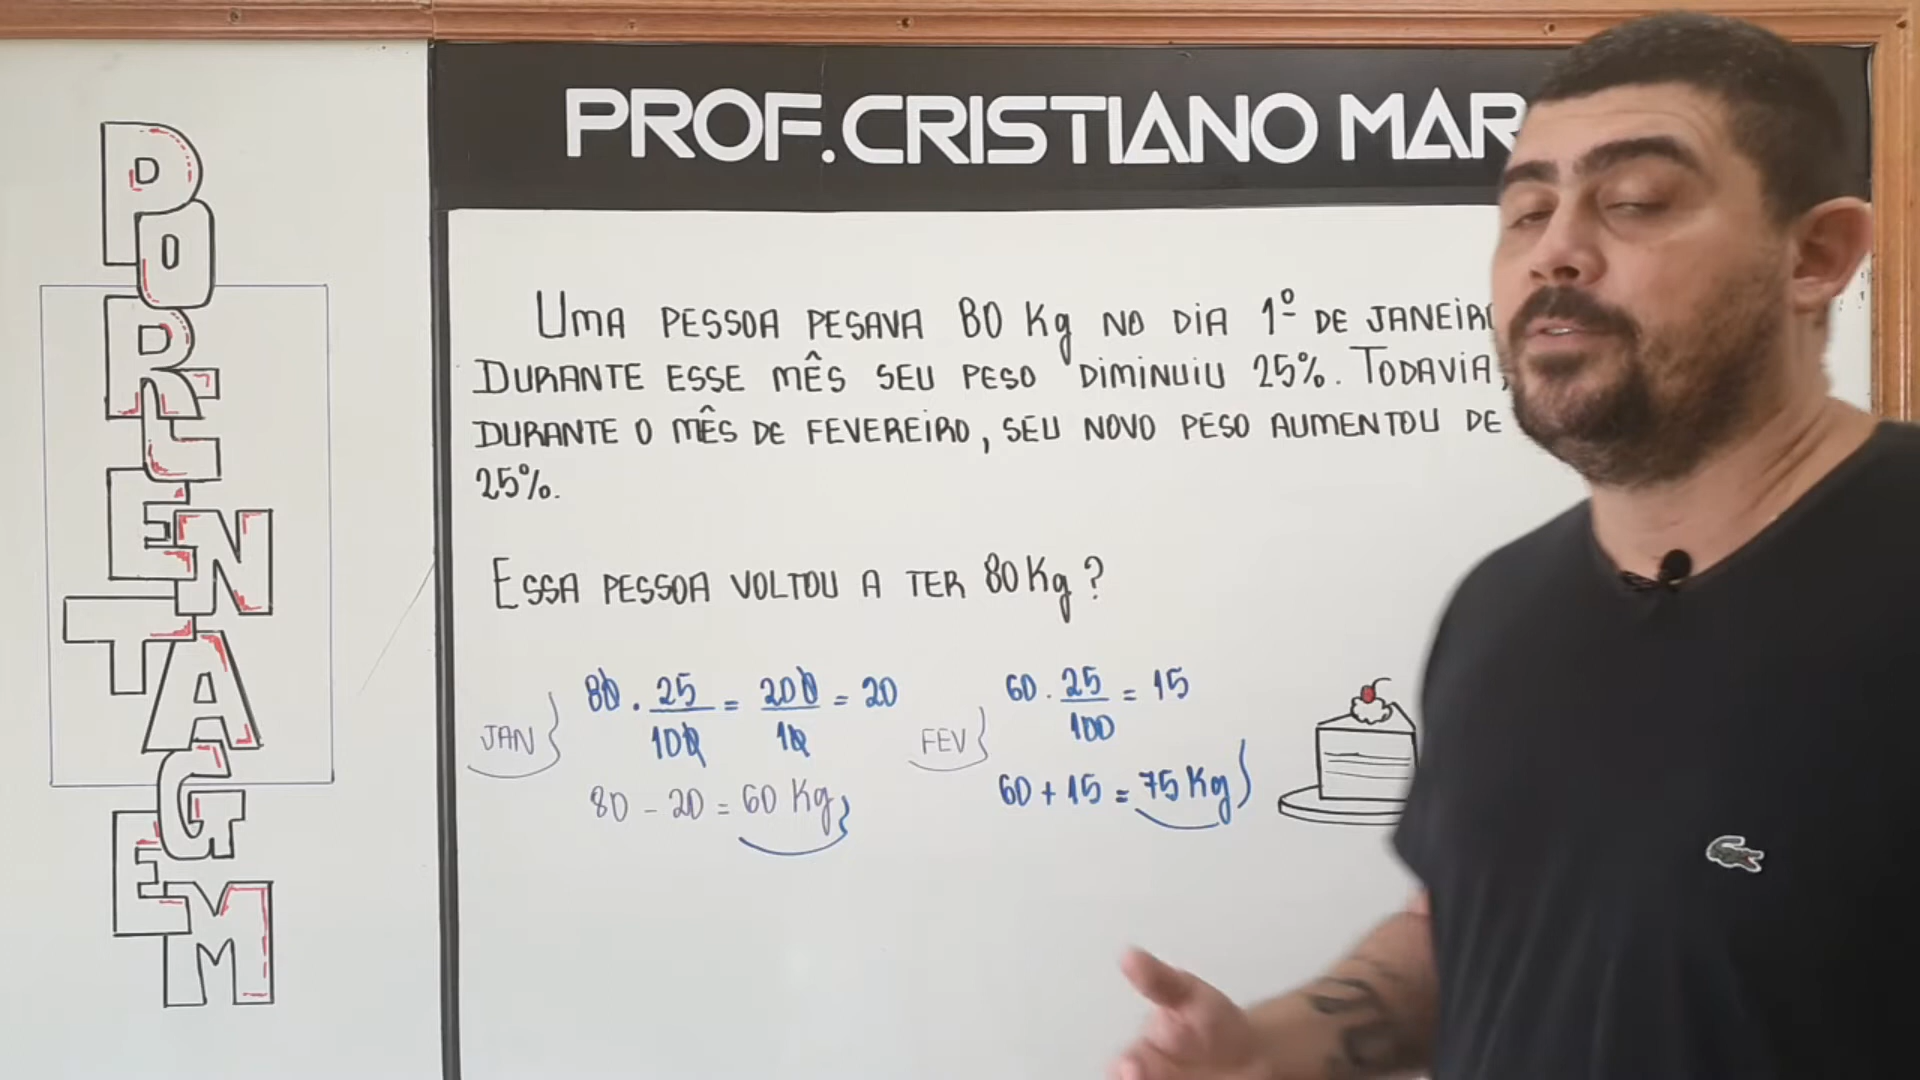 PORCENTAGEM
PROF. CRISTIANO MAR
UMA PESSOA PESAVA 80 Kg NO DIA 1º DE JANEIRO
DURANTE ESSE MÊS SEU PESO DIMINUIU 25%. TODAVIA,
DURANTE O MÊS DE FEVEREIRO, SEU NOVO PESO AUMENTOU DE
25%.
ESSA PESSOA VOLTOU A TER 80 Kg?
JAN} 80 . 25/100 = 200/10 = 20
80 - 20 = 60 Kg
FEV} 60 . 25/100 = 15
60 + 15 = 75 Kg